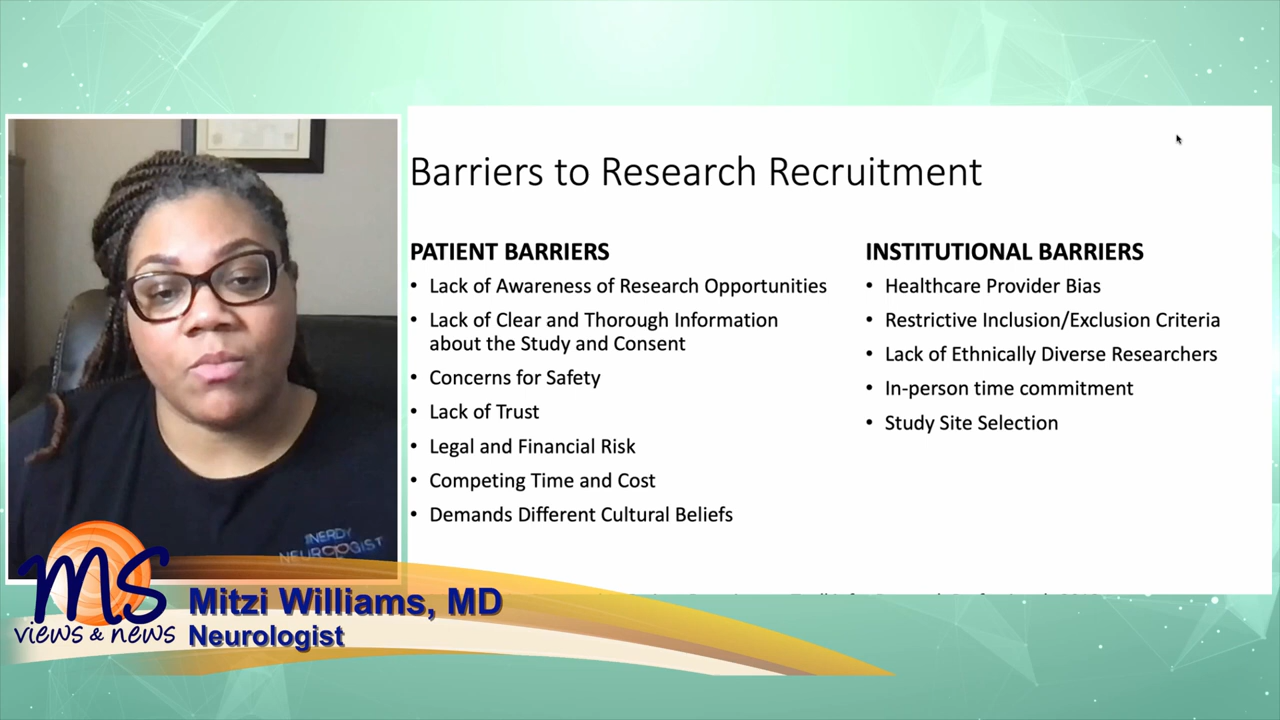 Barriers to Research Recruitment
PATIENT BARRIERS
• Lack of Awareness of Research Opportunities
• Lack of Clear and Thorough Information
about the Study and Consent
• Concerns for Safety
• Lack of Trust
• Legal and Financial Risk
• Competing Time and Cost
• Demands Different Cultural Beliefs
INSTITUTIONAL BARRIERS
• Healthcare Provider Bias
• Restrictive Inclusion/Exclusion Criteria
• Lack of Ethnically Diverse Researchers
• In-person time commitment
• Study Site Selection
NERDY
NEUROLOGIST
MS
views & news
Mitzi Williams, MD
Neurologist